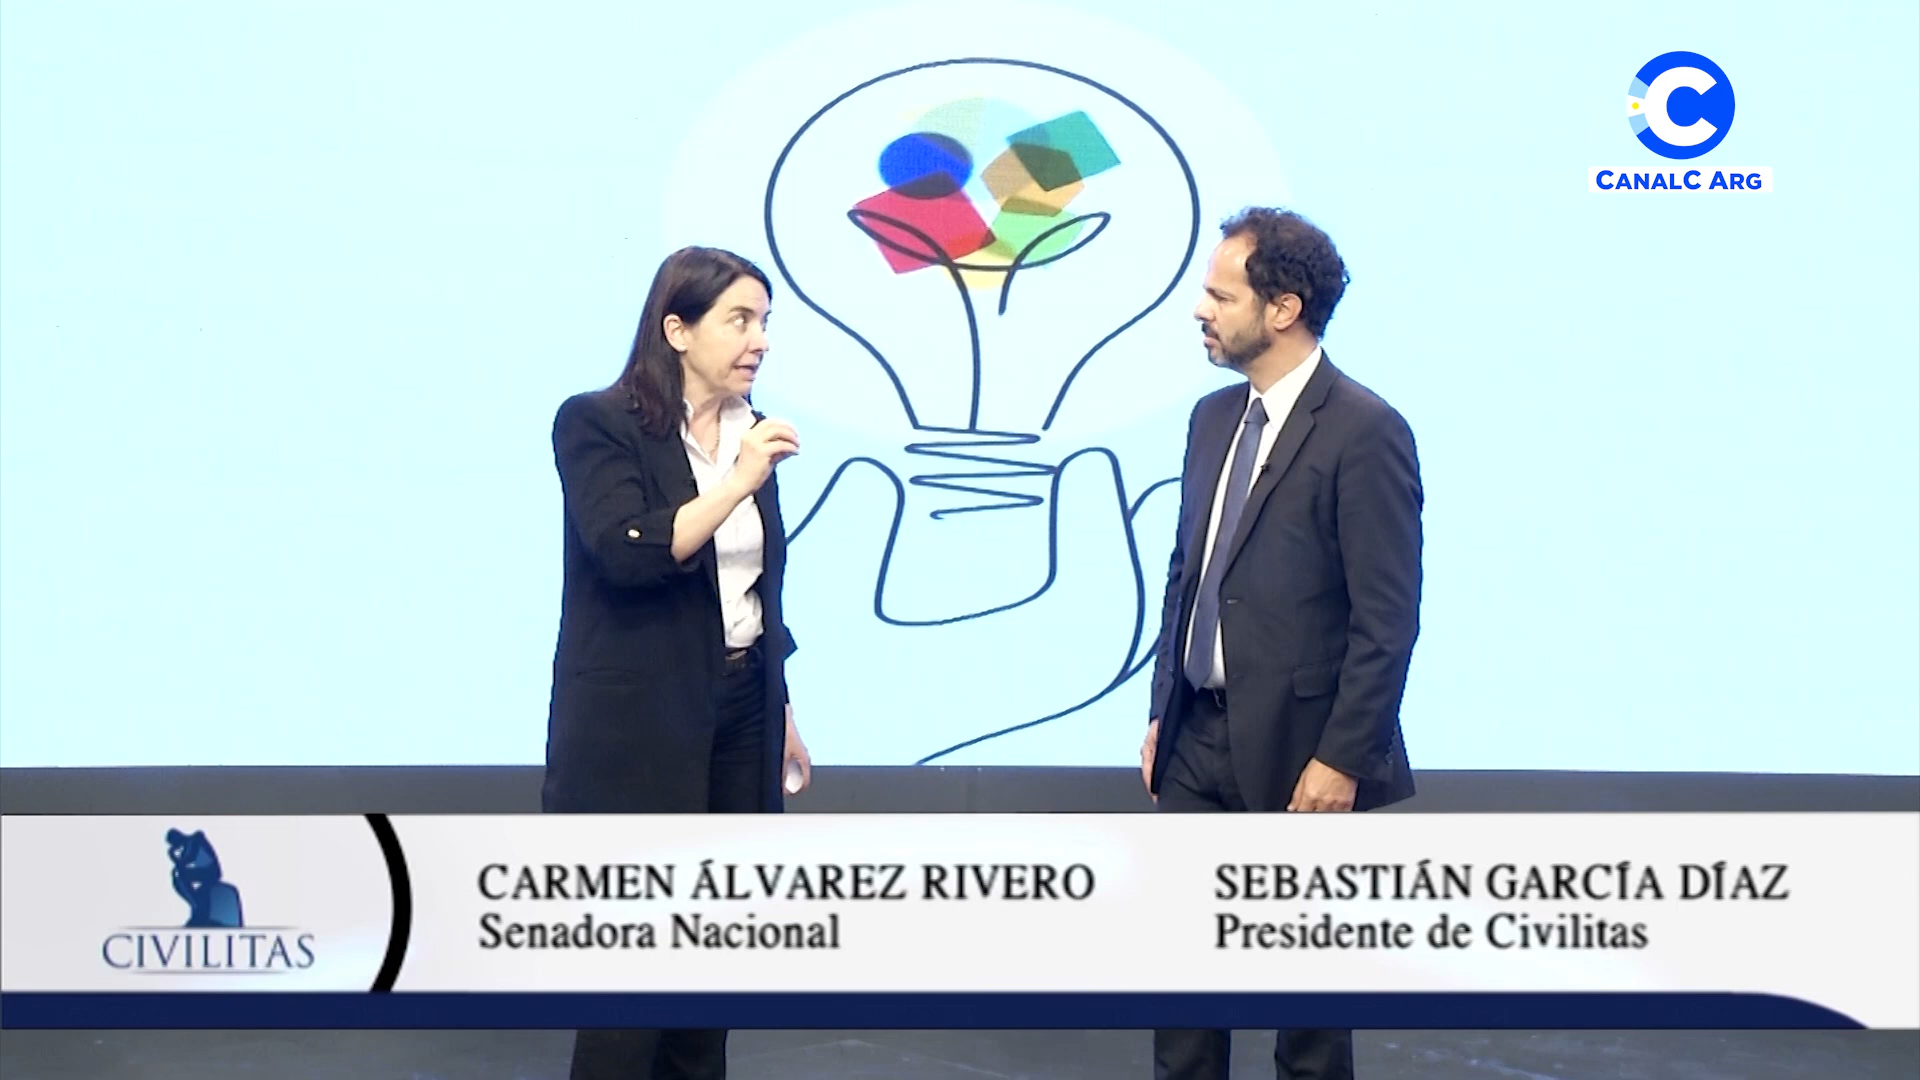 CANALC ARG
CARMEN ÁLVAREZ RIVERO
Senadora Nacional
SEBASTIÁN GARCÍA DÍAZ
Presidente de Civilitas
CIVILITAS